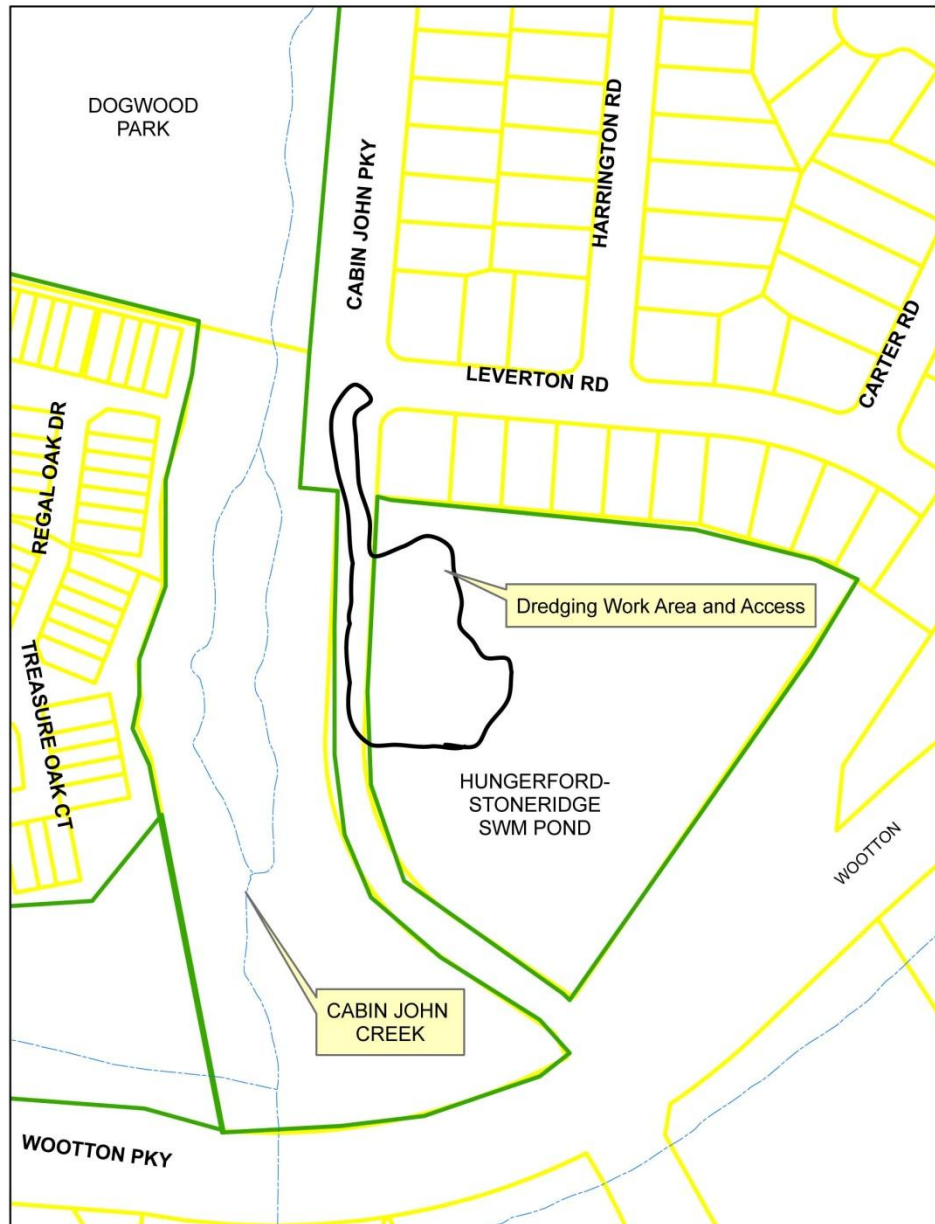 DOGWOOD
PARK
CABIN JOHN PKY
HARRINGTON RD
CARTER RD
LEVERTON RD
REGAL OAK DR
Dredging Work Area and Access
TREASURE OAK CT
HUNGERFORD-
STONERIDGE
SWM POND
WOOTTON
CABIN JOHN
CREEK
WOOTTON PKY